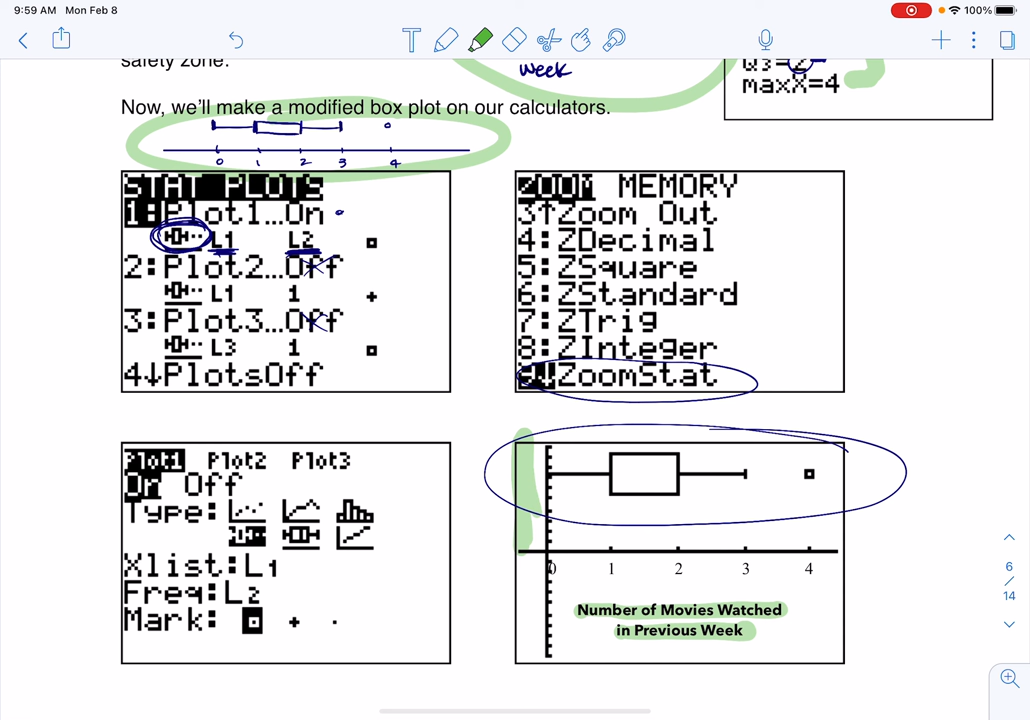 9:59 AM Mon Feb 8
100%
safety zone.
week
Q3=2
maxX=4
Now, we'll make a modified box plot on our calculators.
0 1 2 3 4
STAT PLOTS
1:Plot1…On
L1 L2
2:Plot2…Off
L1 1
3:Plot3…Off
L3 1
4↓PlotsOff
ZOOM MEMORY
3↑Zoom Out
4:ZDecimal
5:ZSquare
6:ZStandard
7:ZTrig
8:ZInteger
9↓ZoomStat
Plot1 Plot2 Plot3
On Off
Type:
Xlist:L1
Freq:L2
Mark:
0 1 2 3 4
Number of Movies Watched
in Previous Week
6
/
14